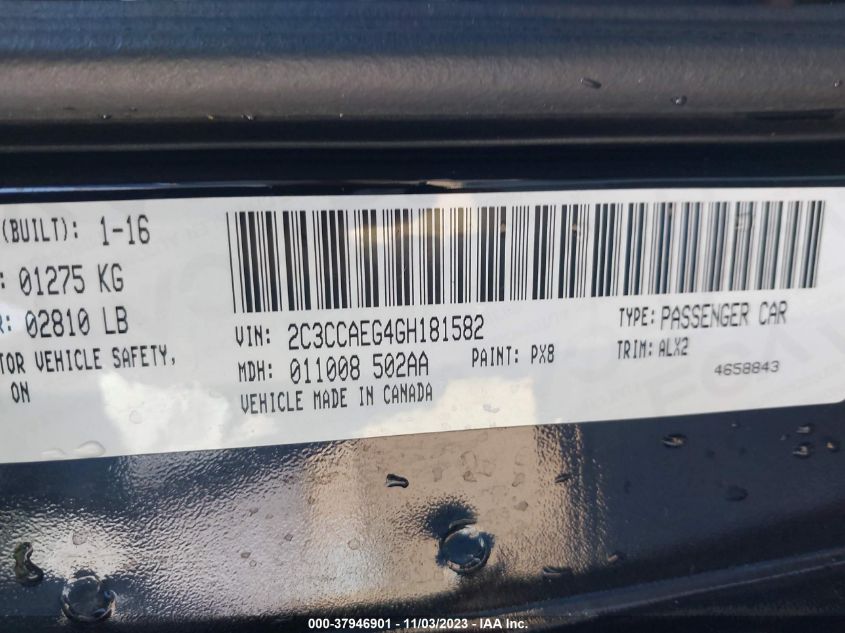 (BUILT): 1-16
: 01275 KG
R: 02810 LB
TOR VEHICLE SAFETY,
ON
VIN: 2C3CCAEG4GH181582
TYPE: PASSENGER CAR
MDH: 011008 502AA
PAINT: PX8
TRIM: ALX2
VEHICLE MADE IN CANADA
4658843
000-37946901 - 11/03/2023 - IAA Inc.